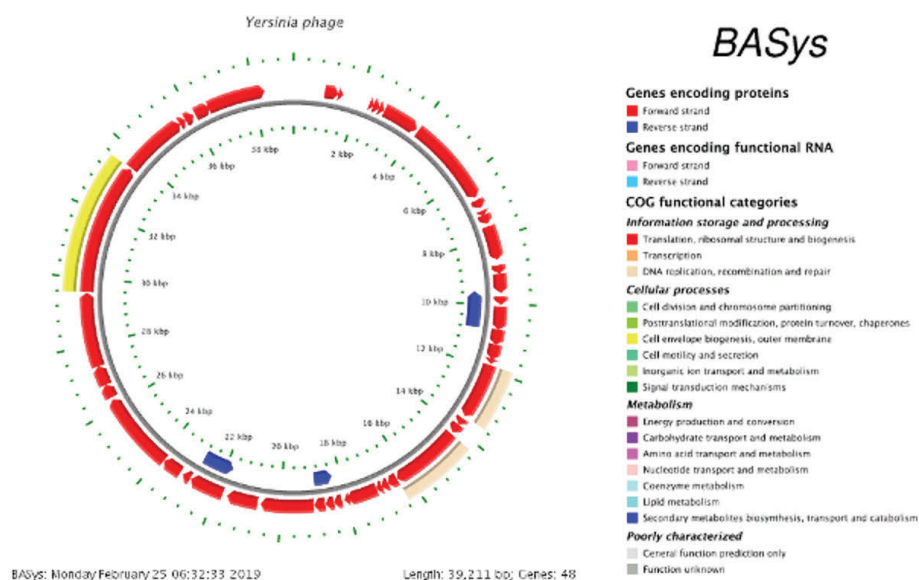 Yersinia phage
BASys
38 kbp
2 kbp
36 kbp
4 kbp
34 kbp
6 kbp
32 kbp
8 kbp
30 kbp
10 kbp
28 kbp
12 kbp
26 kbp
14 kbp
24 kbp
16 kbp
22 kbp
20 kbp
18 kbp
Genes encoding proteins
Forward strand
Reverse strand
Genes encoding functional RNA
Forward strand
Reverse strand
COG functional categories
Information storage and processing
Translation, ribosomal structure and biogenesis
Transcription
DNA replication, recombination and repair
Cellular processes
Cell division and chromosome partitioning
Posttranslational modification, protein turnover, chaperones
Cell envelope biogenesis, outer membrane
Cell motility and secretion
Inorganic ion transport and metabolism
Signal transduction mechanisms
Metabolism
Energy production and conversion
Carbohydrate transport and metabolism
Amino acid transport and metabolism
Nucleotide transport and metabolism
Coenzyme metabolism
Lipid metabolism
Secondary metabolites biosynthesis, transport and catabolism
Poorly characterized
General function prediction only
Function unknown
BASys: Monday February 25 06:32:33 2019
Length: 39,211 bp; Genes: 48